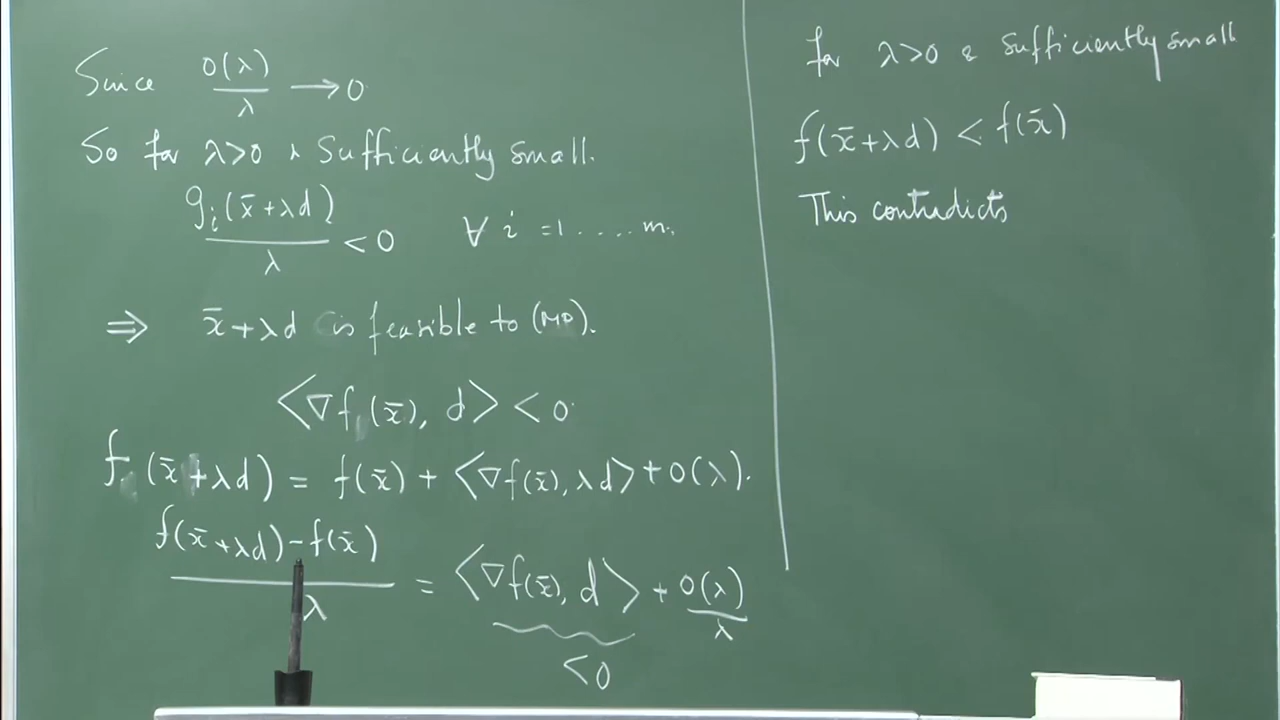 Since o(λ)/λ → 0
So for λ>0 & sufficiently small.
gᵢ(x̄+λd)/λ < 0 ∀ i = 1 ..... m.
⇒ x̄+λd is feasible to (MP).
⟨∇f(x̄), d⟩ < 0.
f(x̄+λd) = f(x̄) + ⟨∇f(x̄), λd⟩ + o(λ).
f(x̄+λd) − f(x̄)/λ = ⟨∇f(x̄), d⟩ + o(λ)/λ
< 0
for λ>0 & sufficiently small
f(x̄+λd) < f(x̄)
This contradicts